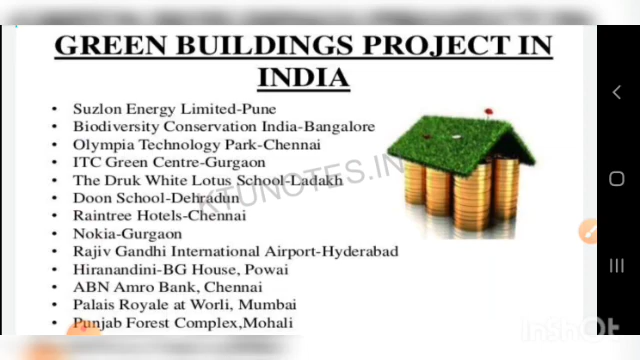 GREEN BUILDINGS PROJECT IN
INDIA
• Suzlon Energy Limited-Pune
• Biodiversity Conservation India-Bangalore
• Olympia Technology Park-Chennai
• ITC Green Centre-Gurgaon
• The Druk White Lotus School-Ladakh
• Doon School-Dehradun
• Raintree Hotels-Chennai
• Nokia-Gurgaon
• Rajiv Gandhi International Airport-Hyderabad
• Hiranandini-BG House, Powai
• ABN Amro Bank, Chennai
• Palais Royale at Worli, Mumbai
• Punjab Forest Complex,Mohali
KTUNOTES.IN
InShOt